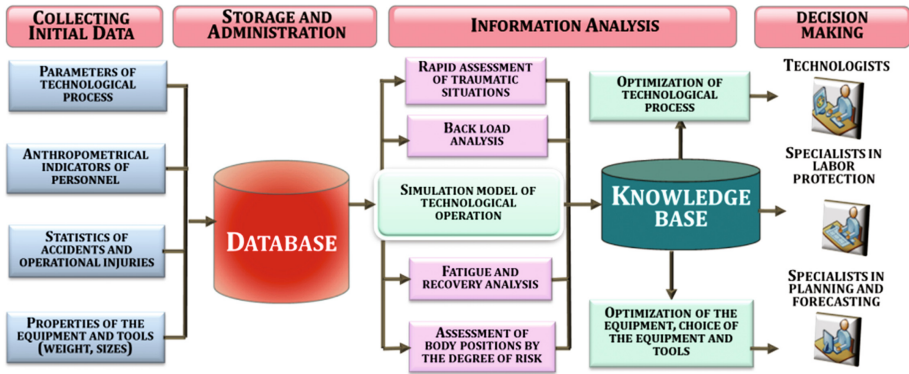 COLLECTING
INITIAL DATA
STORAGE AND
ADMINISTRATION
INFORMATION ANALYSIS
DECISION
MAKING
PARAMETERS OF
TECHNOLOGICAL
PROCESS
ANTHROPOMETRICAL
INDICATORS OF
PERSONNEL
STATISTICS OF
ACCIDENTS AND
OPERATIONAL INJURIES
PROPERTIES OF THE
EQUIPMENT AND TOOLS
(WEIGHT, SIZES)
DATABASE
RAPID ASSESSMENT
OF TRAUMATIC
SITUATIONS
BACK LOAD
ANALYSIS
SIMULATION MODEL OF
TECHNOLOGICAL
OPERATION
FATIGUE AND
RECOVERY ANALYSIS
ASSESSMENT OF
BODY POSITIONS BY
THE DEGREE OF RISK
OPTIMIZATION OF
TECHNOLOGICAL
PROCESS
KNOWLEDGE
BASE
OPTIMIZATION OF THE
EQUIPMENT, CHOICE OF
THE EQUIPMENT AND
TOOLS
TECHNOLOGISTS
SPECIALISTS IN
LABOR
PROTECTION
SPECIALISTS IN
PLANNING AND
FORECASTING